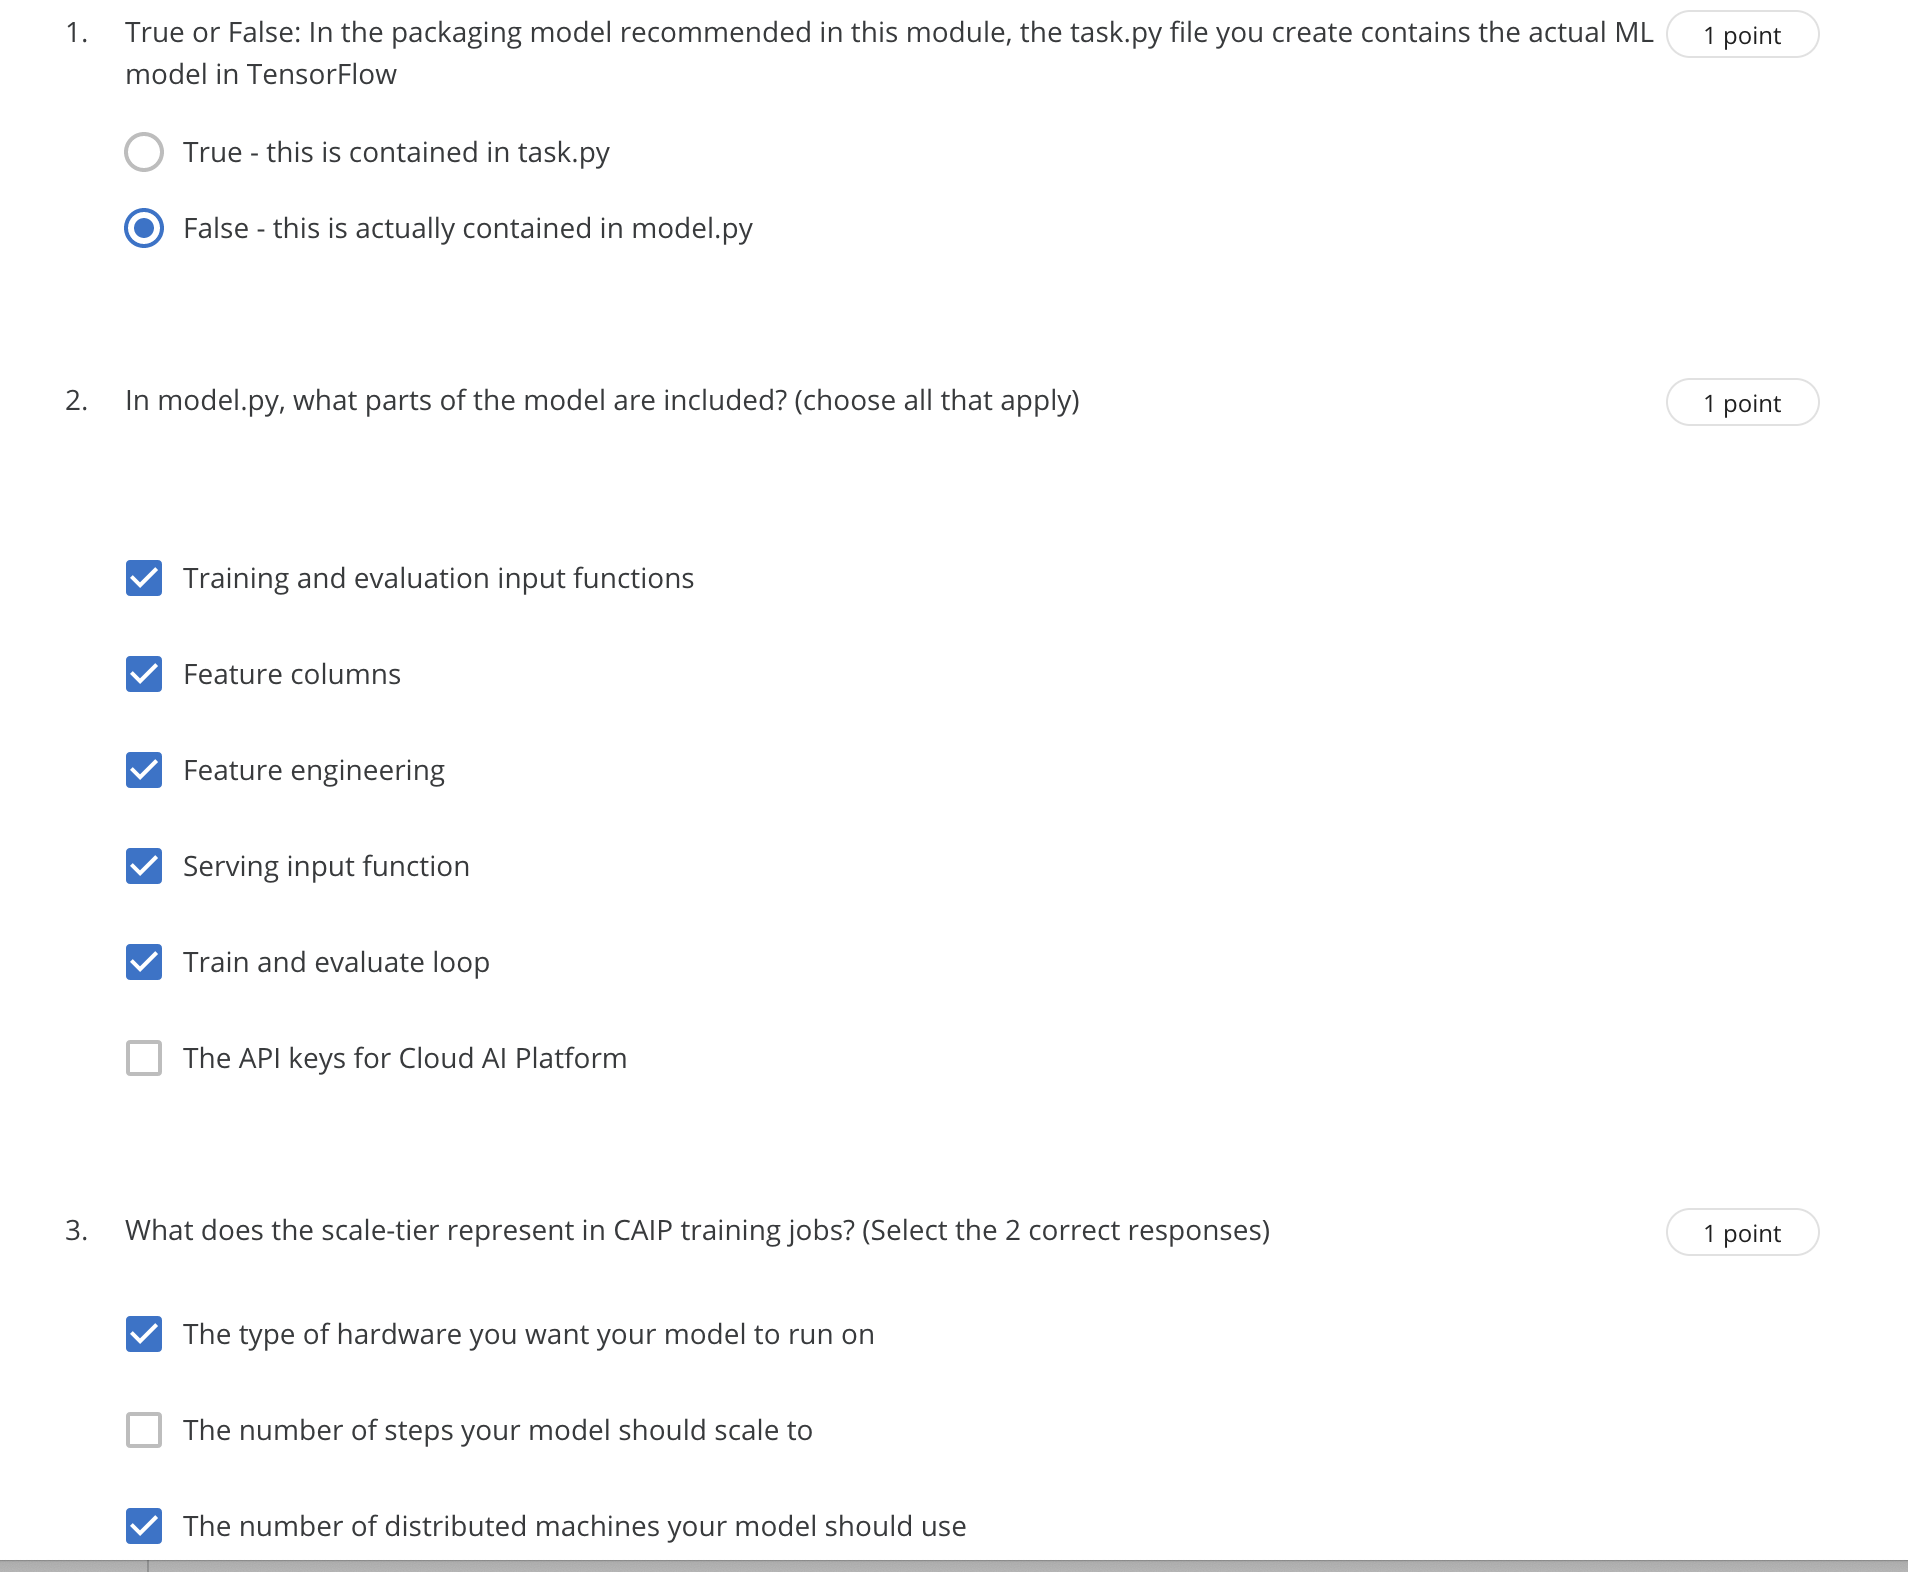 1. True or False: In the packaging model recommended in this module, the task.py file you create contains the actual ML 1 point
model in TensorFlow
True - this is contained in task.py
False - this is actually contained in model.py
2. In model.py, what parts of the model are included? (choose all that apply) 1 point
Training and evaluation input functions
Feature columns
Feature engineering
Serving input function
Train and evaluate loop
The API keys for Cloud AI Platform
3. What does the scale-tier represent in CAIP training jobs? (Select the 2 correct responses) 1 point
The type of hardware you want your model to run on
The number of steps your model should scale to
The number of distributed machines your model should use